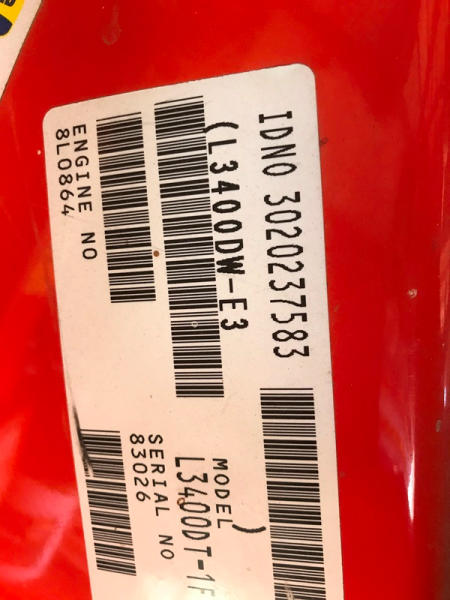 IDNO 3020237583
(L3400DW-E3 )
MODEL
L3400DT-1F
ENGINE NO
8L0864
SERIAL NO
83026